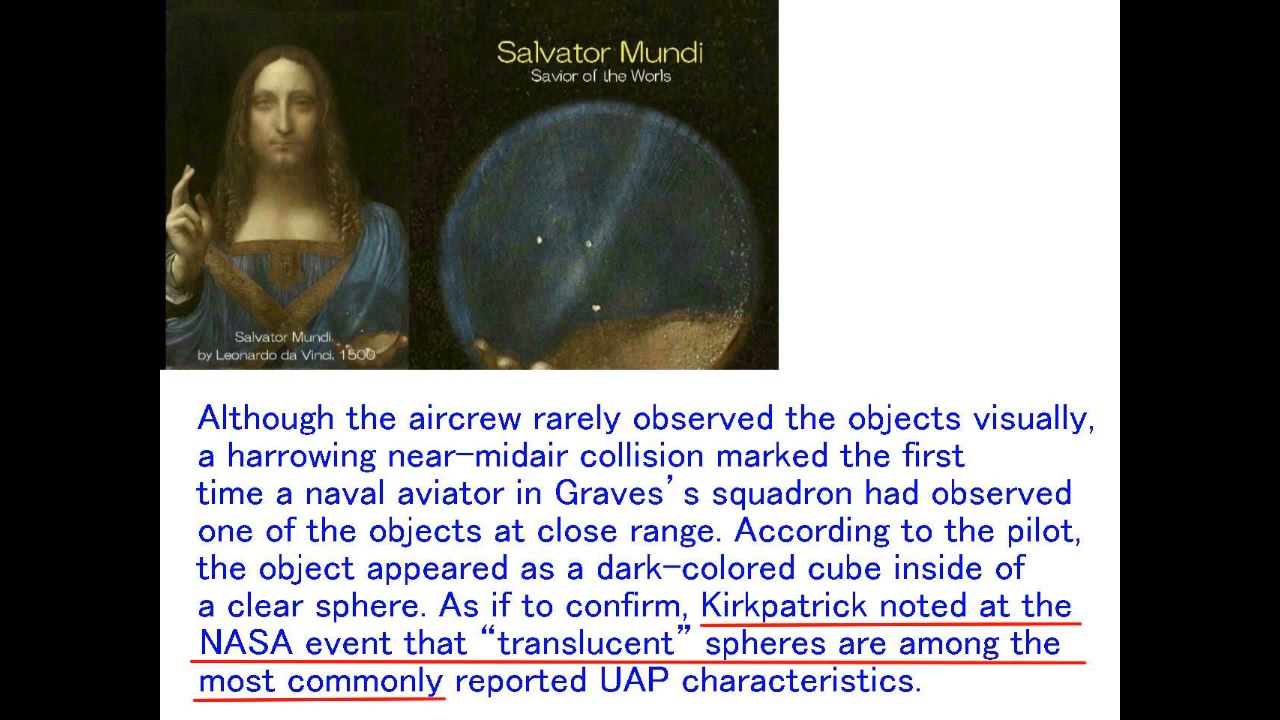 Salvator Mundi
Savior of the Worls
Salvator Mundi.
by Leonardo da Vinci. 1500
Although the aircrew rarely observed the objects visually,
a harrowing near-midair collision marked the first
time a naval aviator in Graves’s squadron had observed
one of the objects at close range. According to the pilot,
the object appeared as a dark-colored cube inside of
a clear sphere. As if to confirm, Kirkpatrick noted at the
NASA event that “translucent” spheres are among the
most commonly reported UAP characteristics.